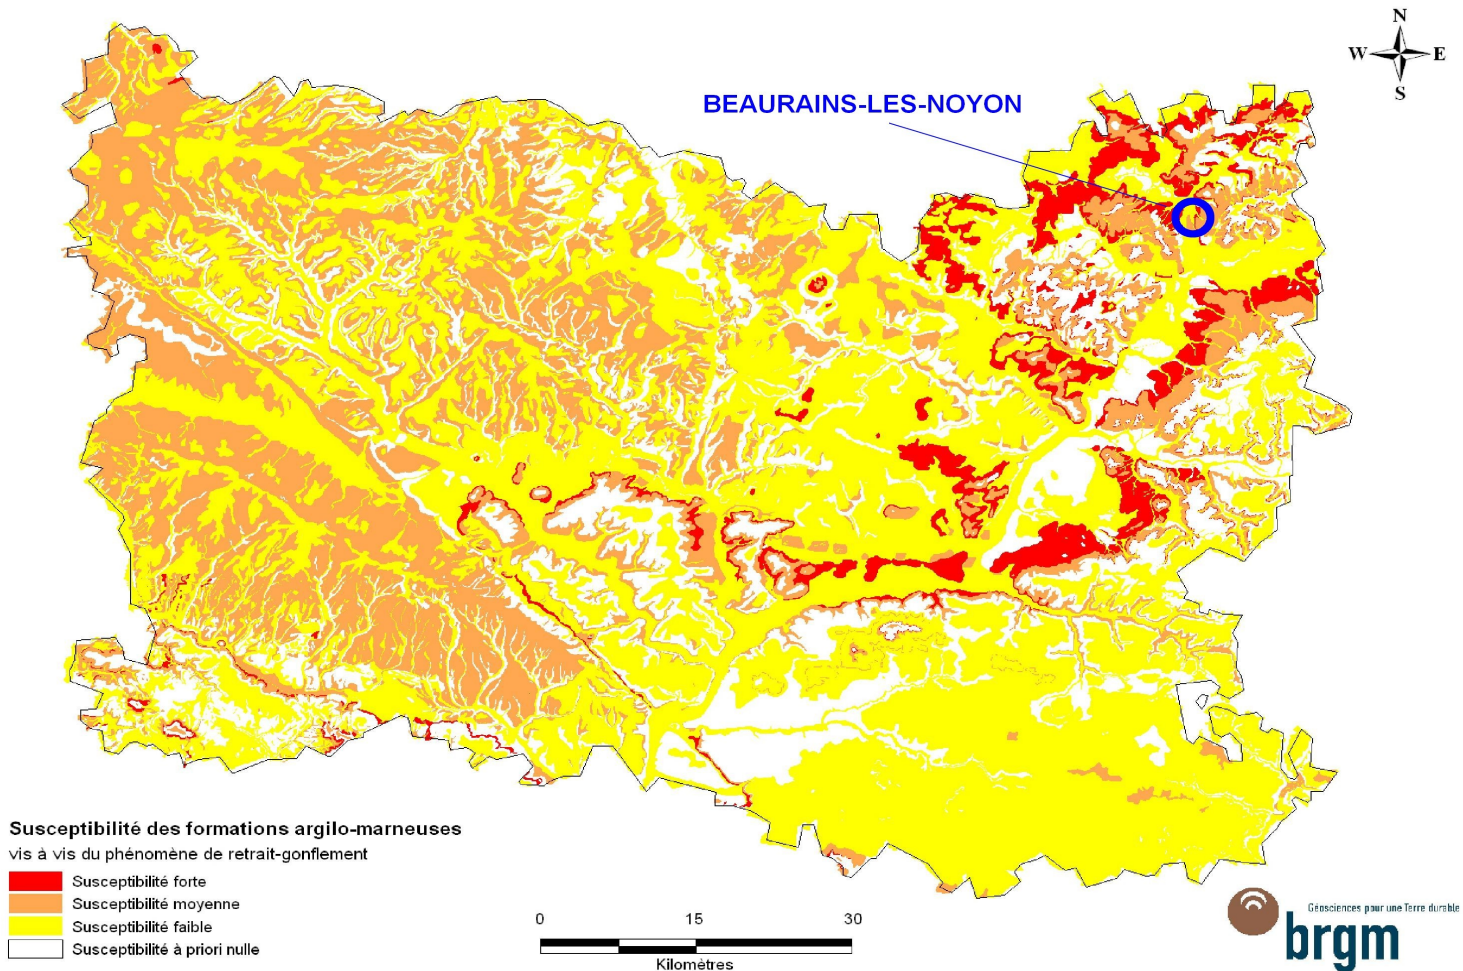 N
W E
S
BEAURAINS-LES-NOYON
Susceptibilité des formations argilo-marneuses
vis à vis du phénomène de retrait-gonflement
Susceptibilité forte
Susceptibilité moyenne
Susceptibilité faible
Susceptibilité à priori nulle
0 15 30
Kilomètres
Géosciences pour une Terre durable
brgm